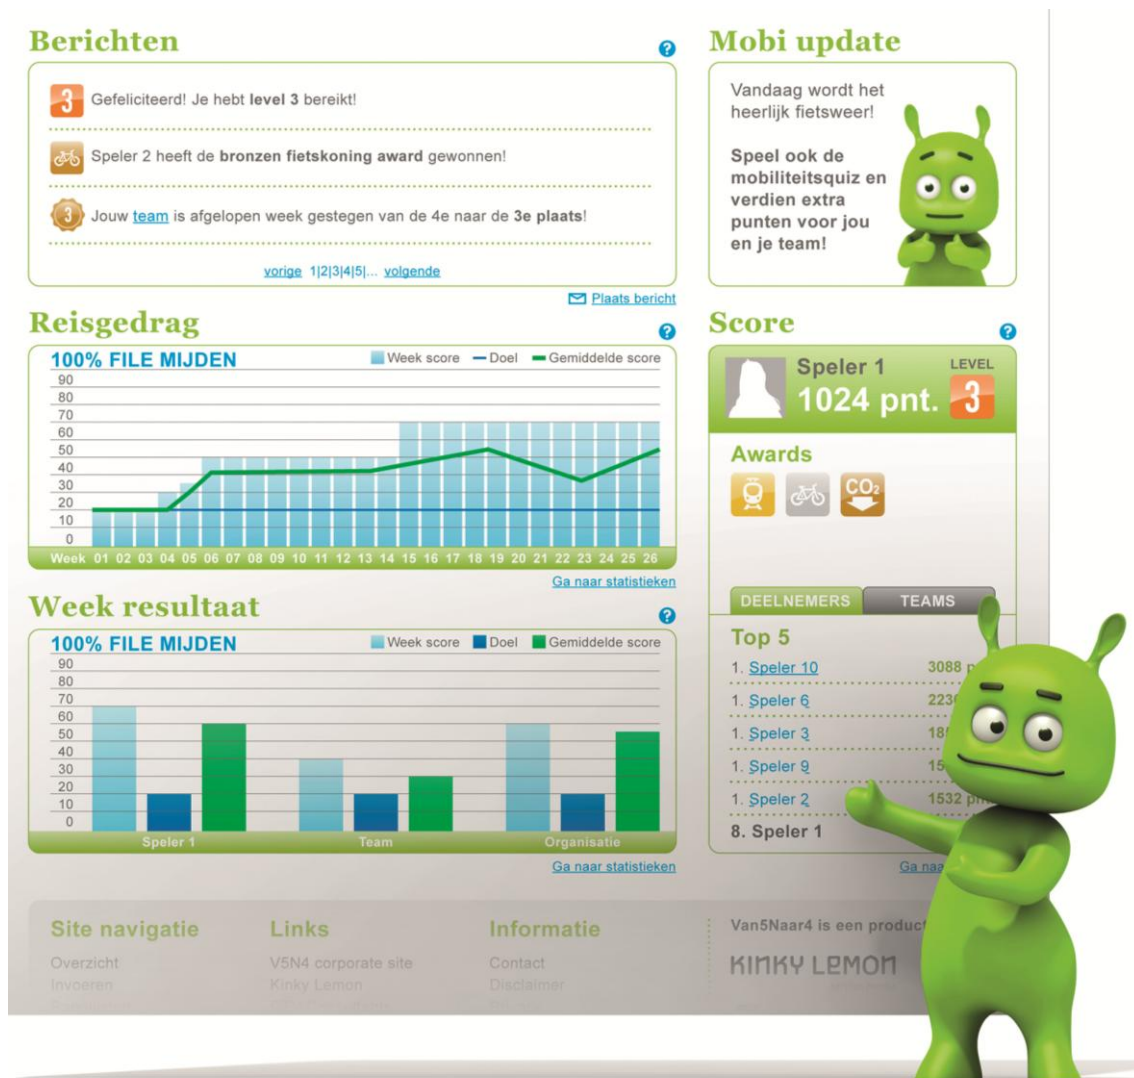 Berichten
3 Gefeliciteerd! Je hebt level 3 bereikt!
Speler 2 heeft de bronzen fietskoning award gewonnen!
3 Jouw team is afgelopen week gestegen van de 4e naar de 3e plaats!
vorige 1|2|3|4|5|... volgende
Plaats bericht
Mobi update
Vandaag wordt het
heerlijk fietsweer!
Speel ook de
mobiliteitsquiz en
verdien extra
punten voor jou
en je team!
Reisgedrag
100% FILE MIJDEN
Week score Doel Gemiddelde score
90
80
70
60
50
40
30
20
10
0
Week 01 02 03 04 05 06 07 08 09 10 11 12 13 14 15 16 17 18 19 20 21 22 23 24 25 26
Ga naar statistieken
Score
Speler 1
1024 pnt.
LEVEL
3
Awards
CO₂
DEELNEMERS TEAMS
Top 5
1. Speler 10 3088
1. Speler 6
1. Speler 3
1. Speler 9
1. Speler 2 1532
8. Speler 1
Ga
Week resultaat
100% FILE MIJDEN
Week score Doel Gemiddelde score
90
80
70
60
50
40
30
20
10
0
Speler 1 Team Organisatie
Ga naar statistieken
Site navigatie
Overzicht
Invoeren
Links
V5N4 corporate site
Kinky Lemon
Informatie
Contact
Disclaimer
Van5Naar4 is een product
KINKY LEMON